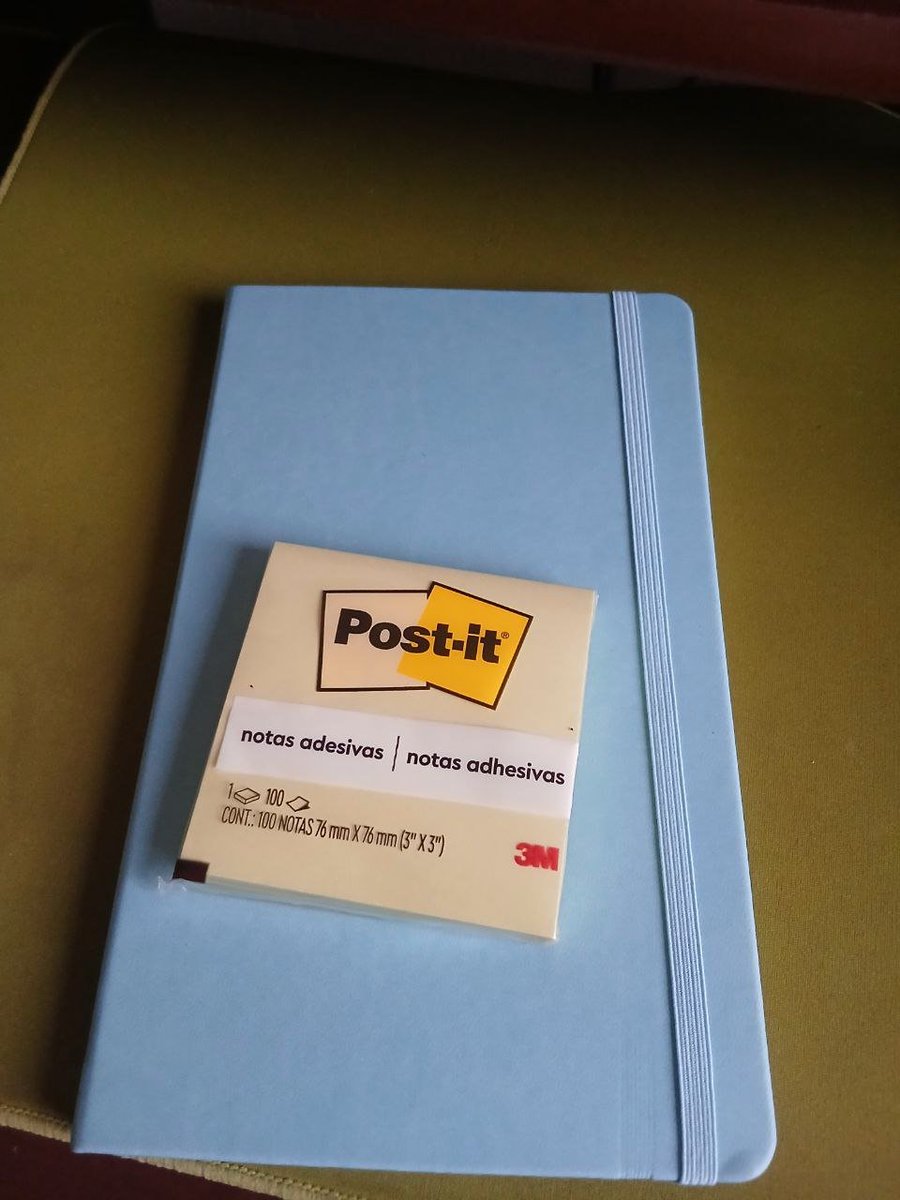 Post-it®
notas adesivas | notas adhesivas
1 100
CONT.: 100 NOTAS 76 mm X 76 mm (3" X 3")
3M